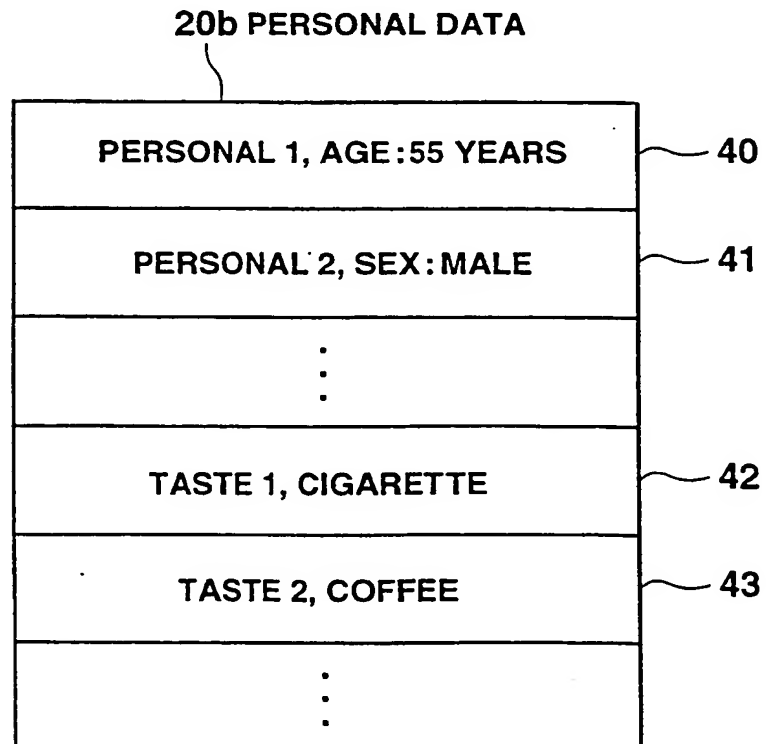 20b PERSONAL DATA
PERSONAL 1, AGE:55 YEARS 40
PERSONAL 2, SEX:MALE 41
TASTE 1, CIGARETTE 42
TASTE 2, COFFEE 43